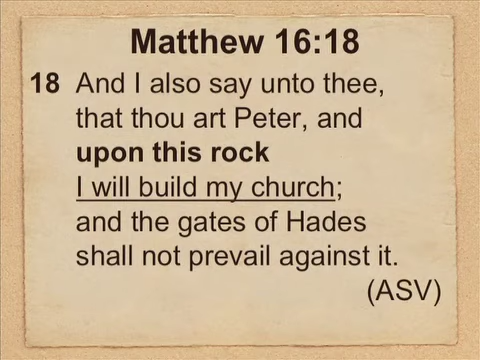 Matthew 16:18
18 And I also say unto thee,
that thou art Peter, and
upon this rock
I will build my church;
and the gates of Hades
shall not prevail against it.
(ASV)